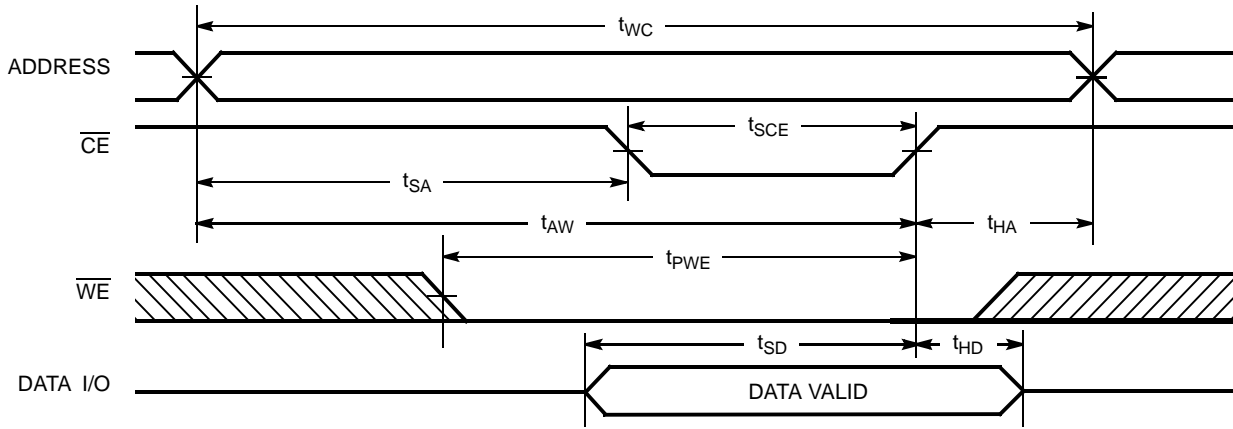 tWC
ADDRESS
CE
tSCE
tSA
tAW
tHA
tPWE
WE
tSD
tHD
DATA I/O
DATA VALID